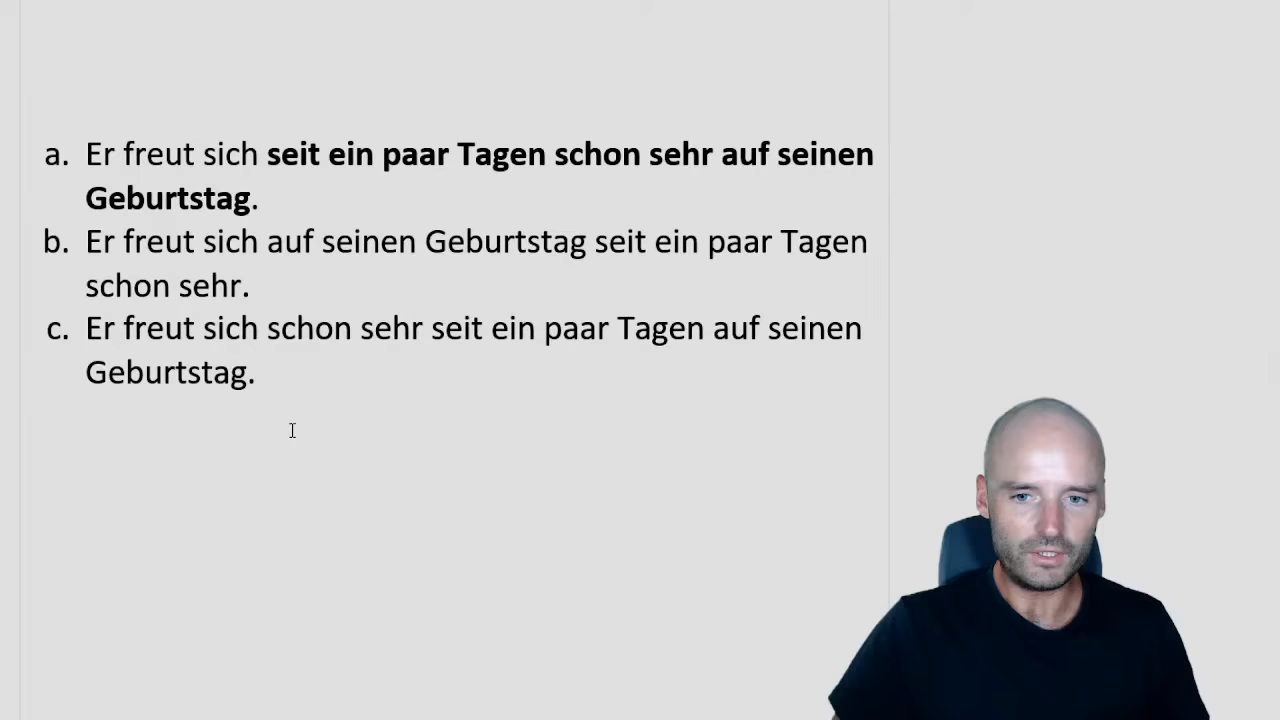 a. Er freut sich seit ein paar Tagen schon sehr auf seinen
Geburtstag.
b. Er freut sich auf seinen Geburtstag seit ein paar Tagen
schon sehr.
c. Er freut sich schon sehr seit ein paar Tagen auf seinen
Geburtstag.